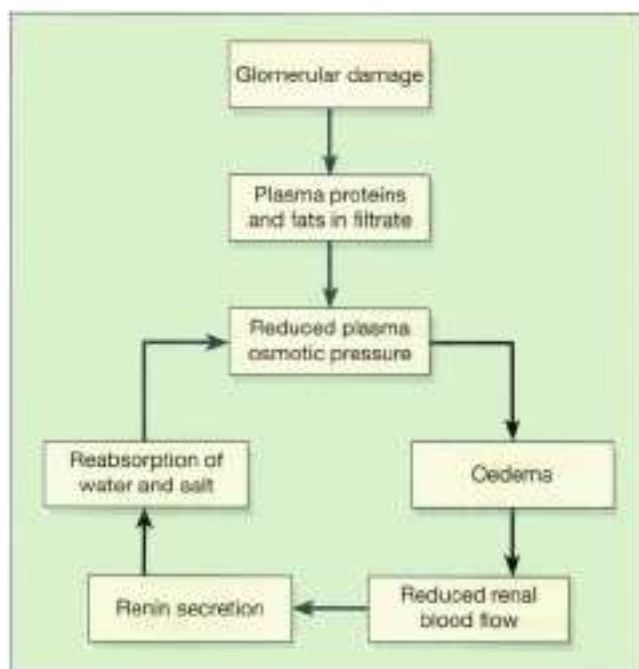 Glomerular damage
Plasma proteins
and fats in filtrate
Reduced plasma
osmotic pressure
Reabsorption of
water and salt
Oedema
Renin secretion
Reduced renal
blood flow